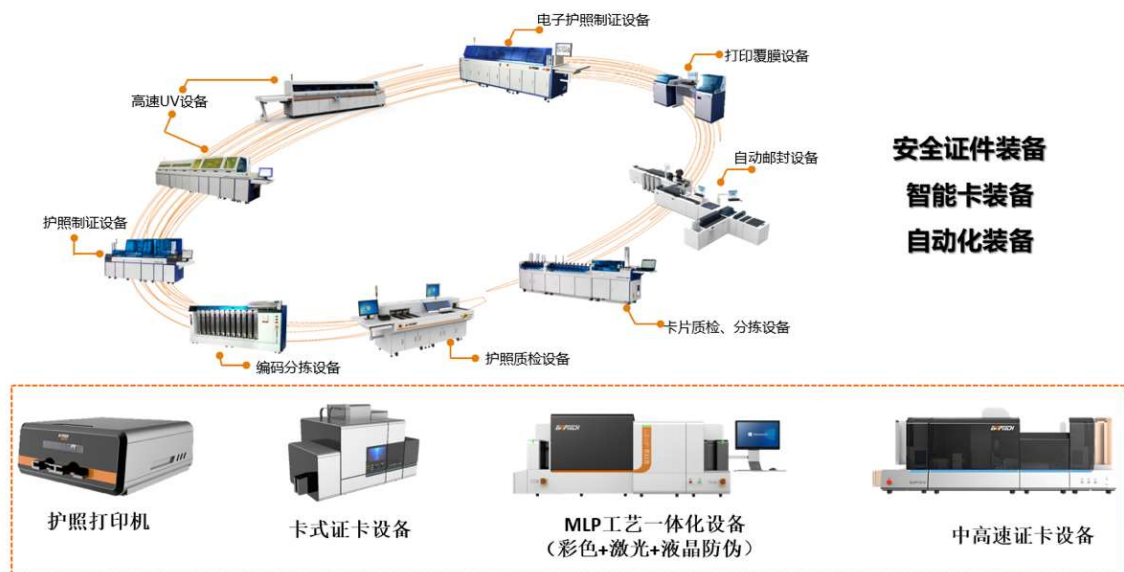 电子护照制证设备
打印覆膜设备
高速UV设备
自动邮封设备
护照制证设备
卡片质检、分拣设备
护照质检设备
编码分拣设备
安全证件装备
智能卡装备
自动化装备
护照打印机
卡式证卡设备
MLP工艺一体化设备
（彩色+激光+液晶防伪）
中高速证卡设备